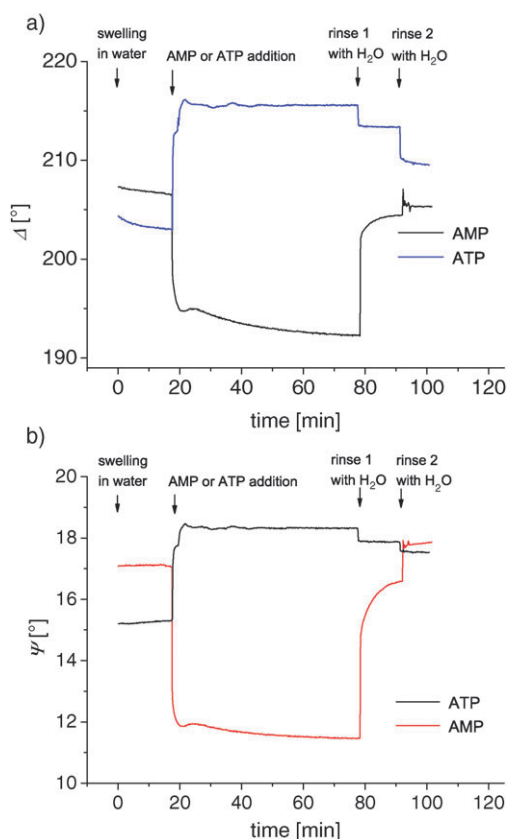 a)
swelling
in water
AMP or ATP addition
rinse 1
with H₂O
rinse 2
with H₂O
220
210
200
190
Δ [°]
AMP
ATP
0 20 40 60 80 100 120
time [min]
b)
swelling
in water
AMP or ATP addition
rinse 1
with H₂O
rinse 2
with H₂O
20
18
16
14
12
10
Ψ [°]
ATP
AMP
0 20 40 60 80 100 120
time [min]